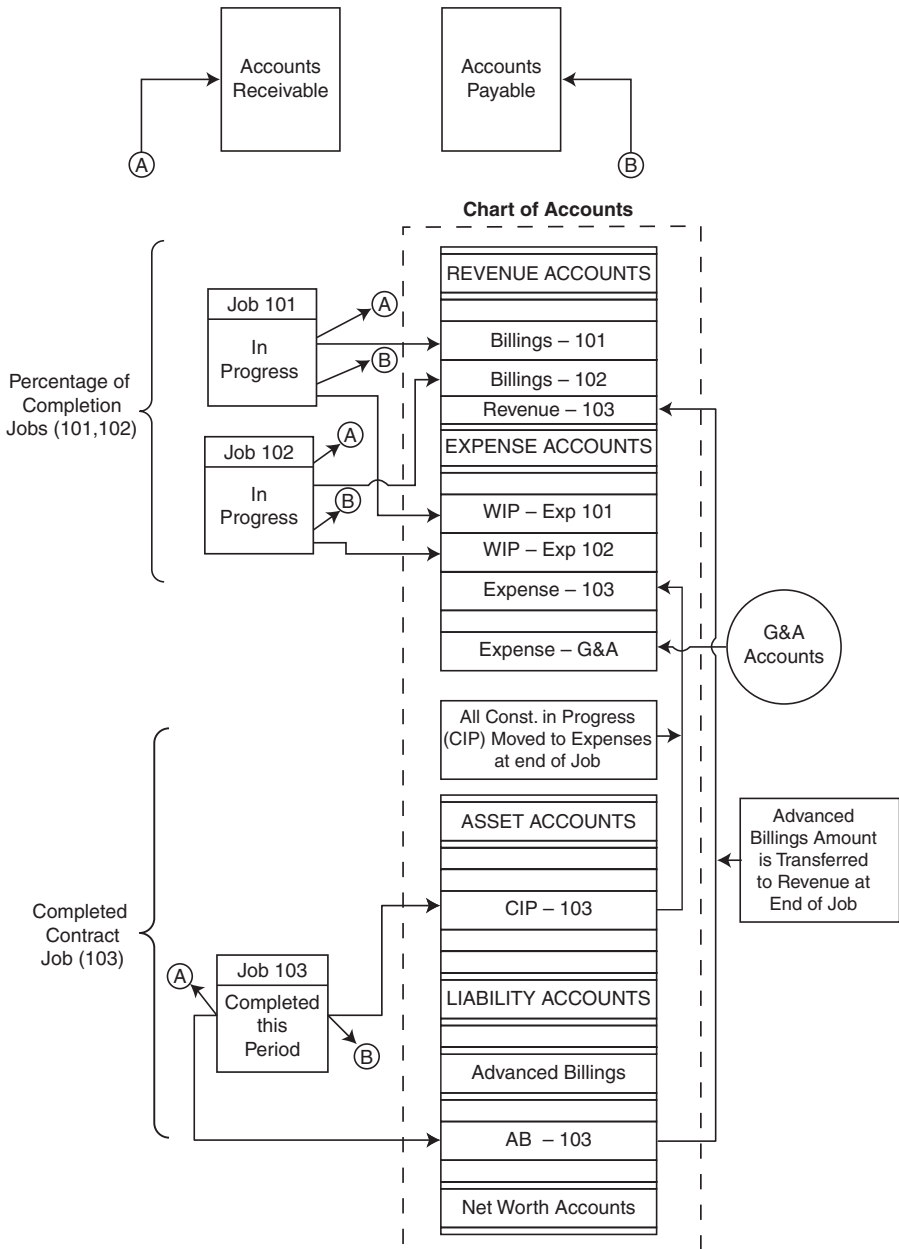 Accounts
Receivable
Accounts
Payable
A
B
Chart of Accounts
Percentage of
Completion
Jobs (101,102)
Job 101
In
Progress
A
B
Job 102
In
Progress
A
B
REVENUE ACCOUNTS
Billings – 101
Billings – 102
Revenue – 103
EXPENSE ACCOUNTS
WIP – Exp 101
WIP – Exp 102
Expense – 103
Expense – G&A
G&A
Accounts
All Const. in Progress
(CIP) Moved to Expenses
at end of Job
ASSET ACCOUNTS
CIP – 103
Advanced
Billings Amount
is Transferred
to Revenue at
End of Job
Completed
Contract
Job (103)
A
Job 103
Completed
this
Period
B
LIABILITY ACCOUNTS
Advanced Billings
AB – 103
Net Worth Accounts